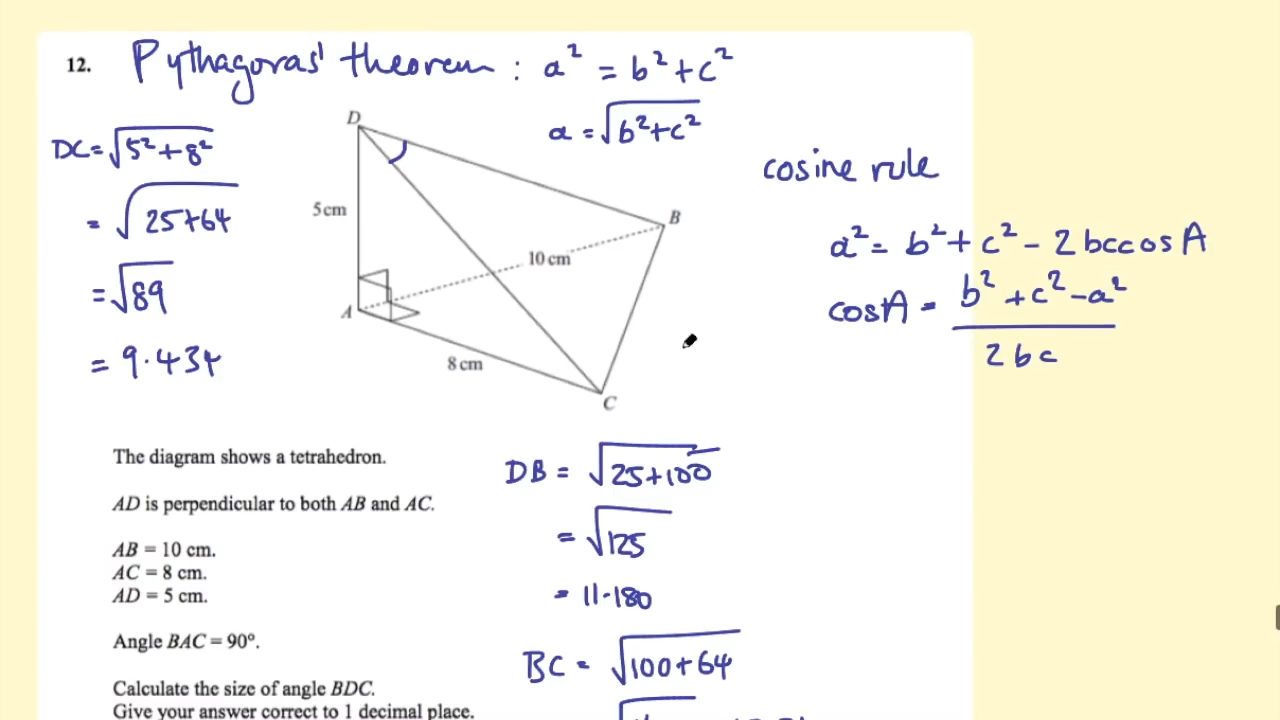 12. Pythagoras' theorem : a² = b² + c²
a = √b² + c²
DC = √5² + 8²
= √25 + 64
= √89
= 9.434
cosine rule
a² = b² + c² - 2bccosA
cosA = b² + c² - a²
2bc
D
5cm
B
10 cm
A
8 cm
C
The diagram shows a tetrahedron.
AD is perpendicular to both AB and AC.
AB = 10 cm.
AC = 8 cm.
AD = 5 cm.
Angle BAC = 90°.
Calculate the size of angle BDC.
Give your answer correct to 1 decimal place.
DB = √25 + 100
= √125
= 11.180
BC = √100 + 64